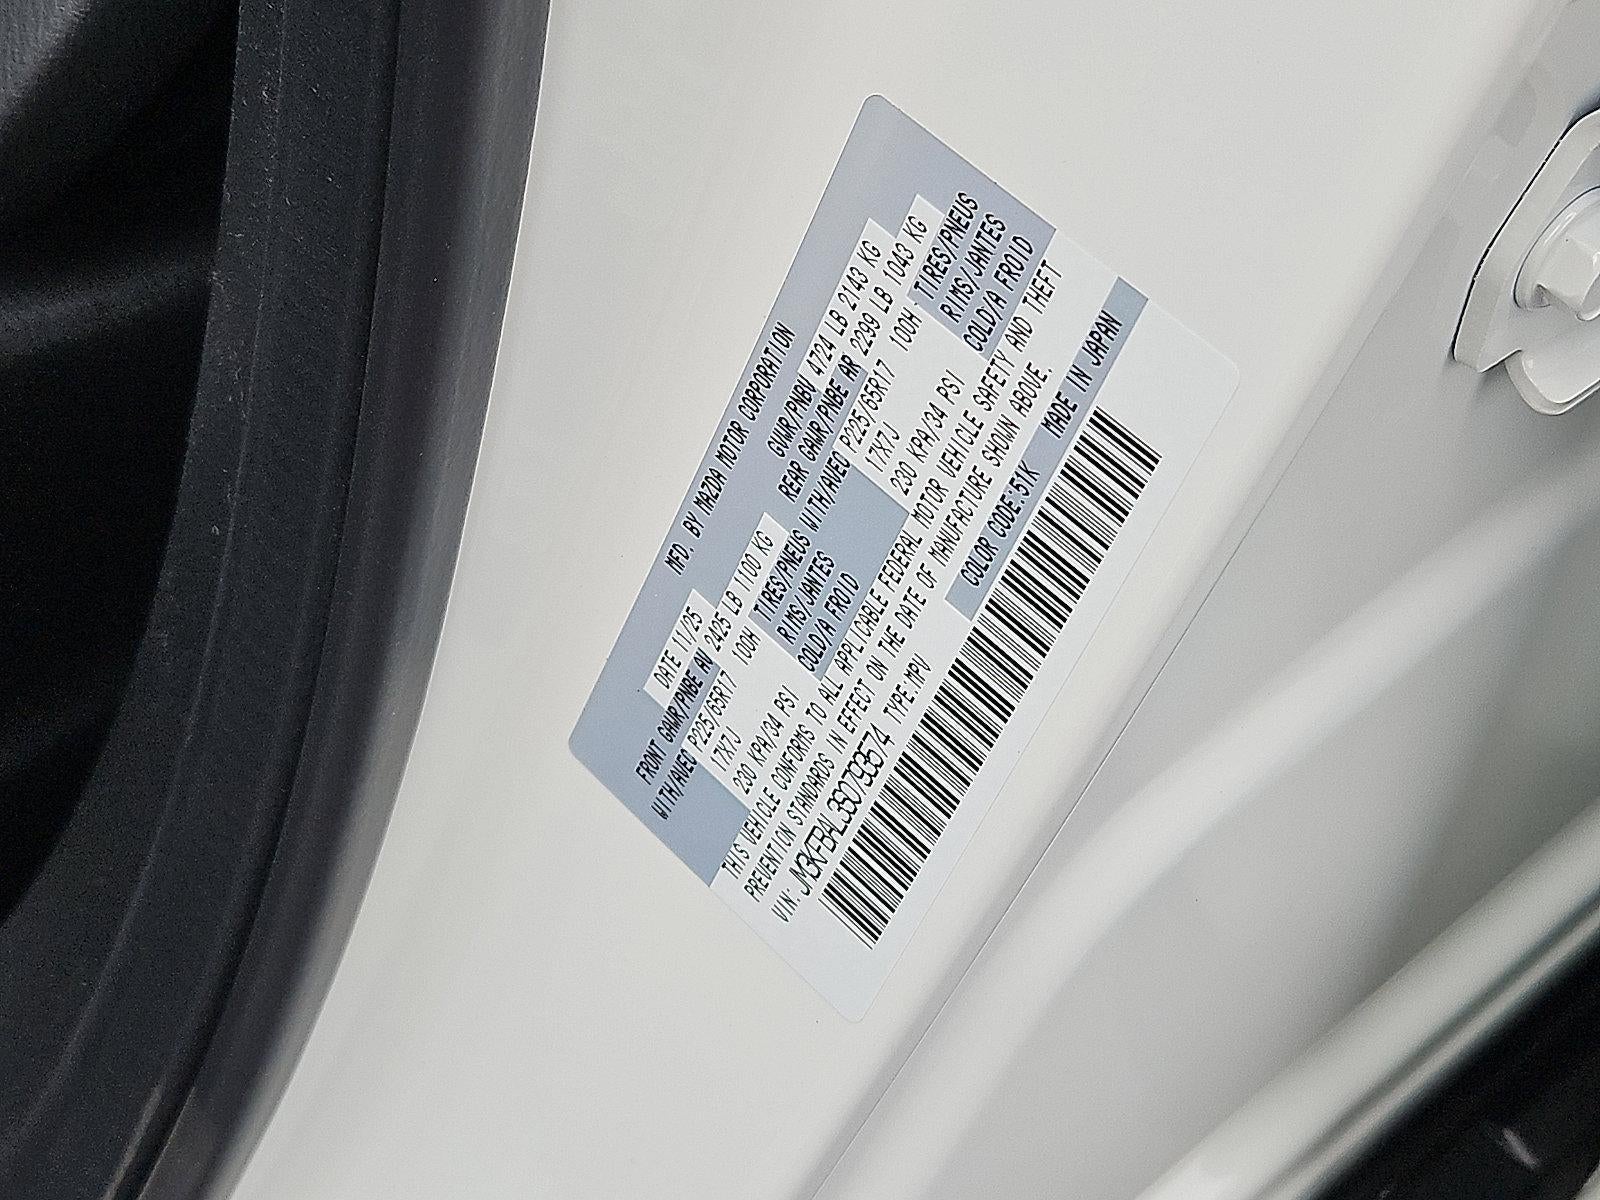 MFD. BY MAZDA MOTOR CORPORATION
DATE 11/25 GVWR/PNBV 4724 LB 2143 KG
FRONT GAWR/PNBE AV 2425 LB 1100 KG REAR GAWR/PNBE AR 2299 LB 1043 KG
WITH/AVEC P225/65R17 100H TIRES/PNEUS WITH/AVEC P225/65R17 100H TIRES/PNEUS
17X7J RIMS/JANTES 17X7J RIMS/JANTES
230 KPA/34 PSI COLD/A FROID 230 KPA/34 PSI COLD/A FROID
THIS VEHICLE CONFORMS TO ALL APPLICABLE FEDERAL MOTOR VEHICLE SAFETY AND THEFT
PREVENTION STANDARDS IN EFFECT ON THE DATE OF MANUFACTURE SHOWN ABOVE.
VIN: JM3KFBAL3S0793574 TYPE:MPV COLOR CODE:51K MADE IN JAPAN